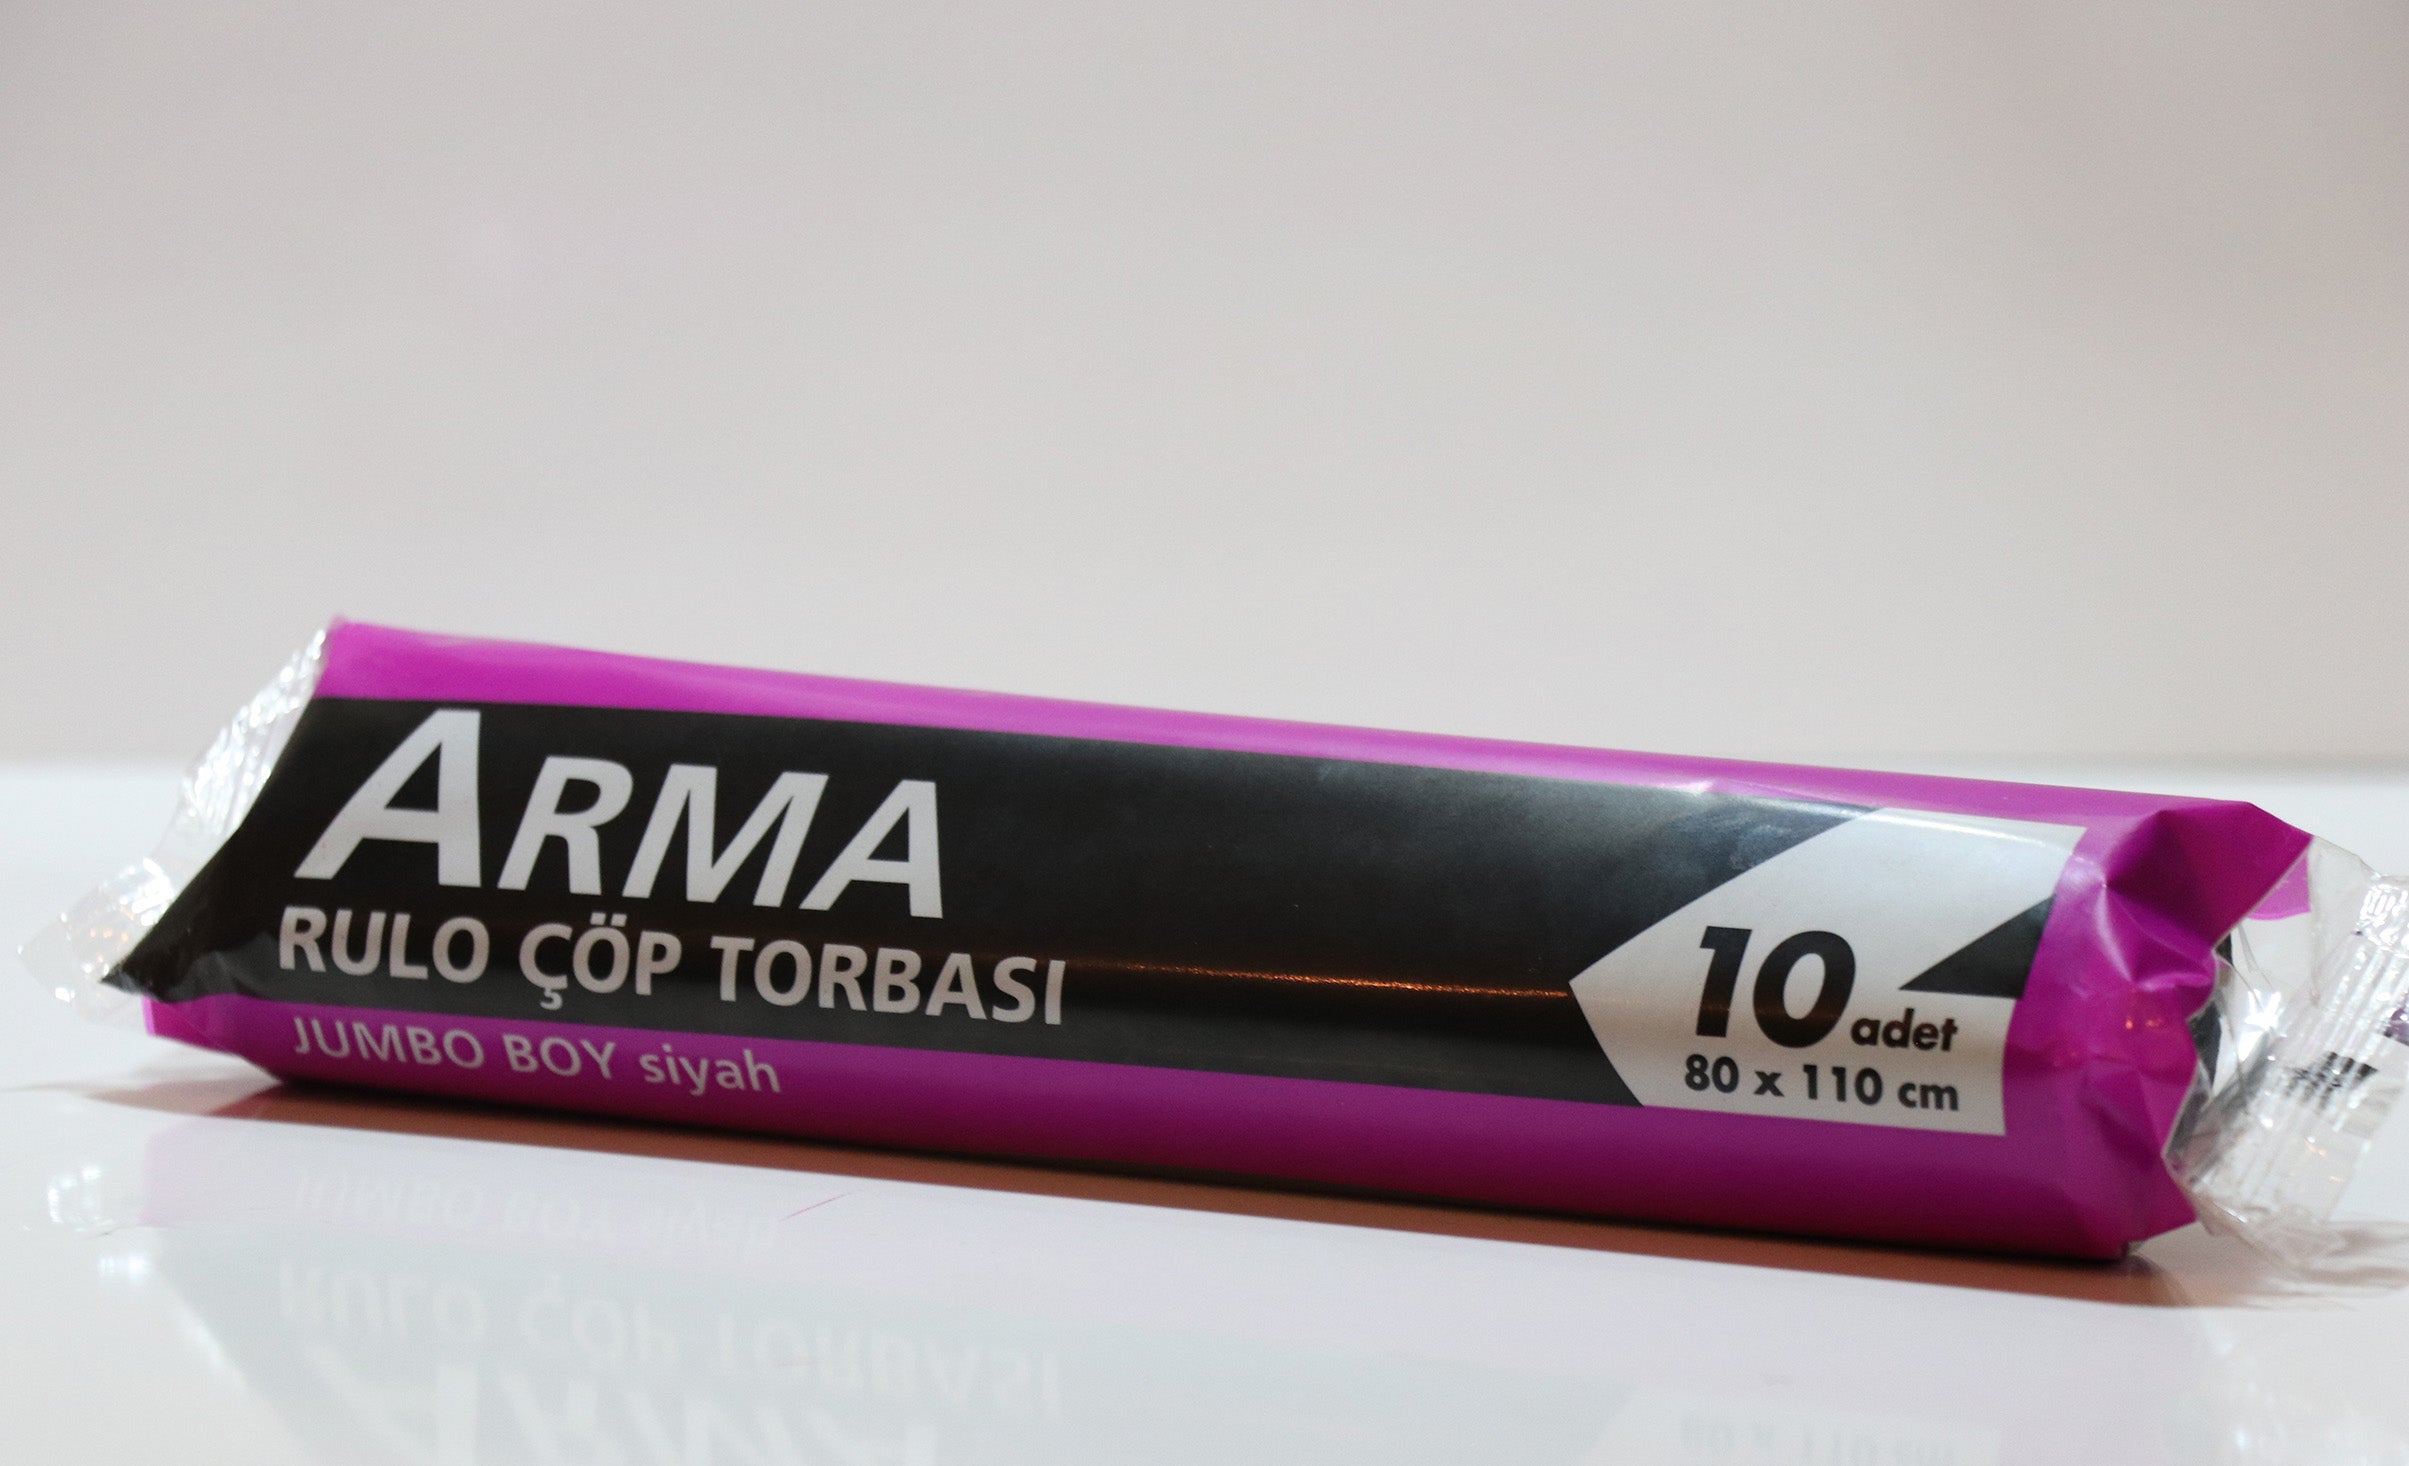 ARMA
RULO ÇÖP TORBASI
JUMBO BOY siyah
10 adet
80 x 110 cm